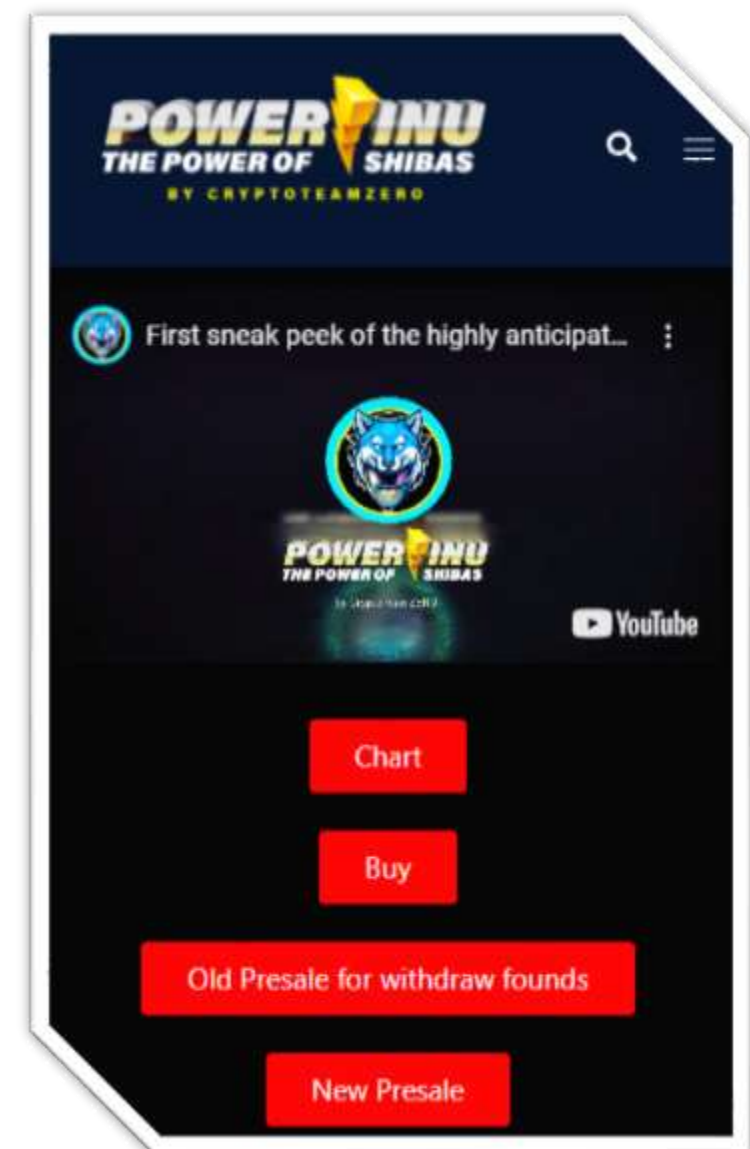 POWER INU
THE POWER OF SHIBAS
BY CRYPTOTEAMZERO
First sneak peek of the highly anticipat...
POWER INU
THE POWER OF SHIBAS
YouTube
Chart
Buy
Old Presale for withdraw founds
New Presale